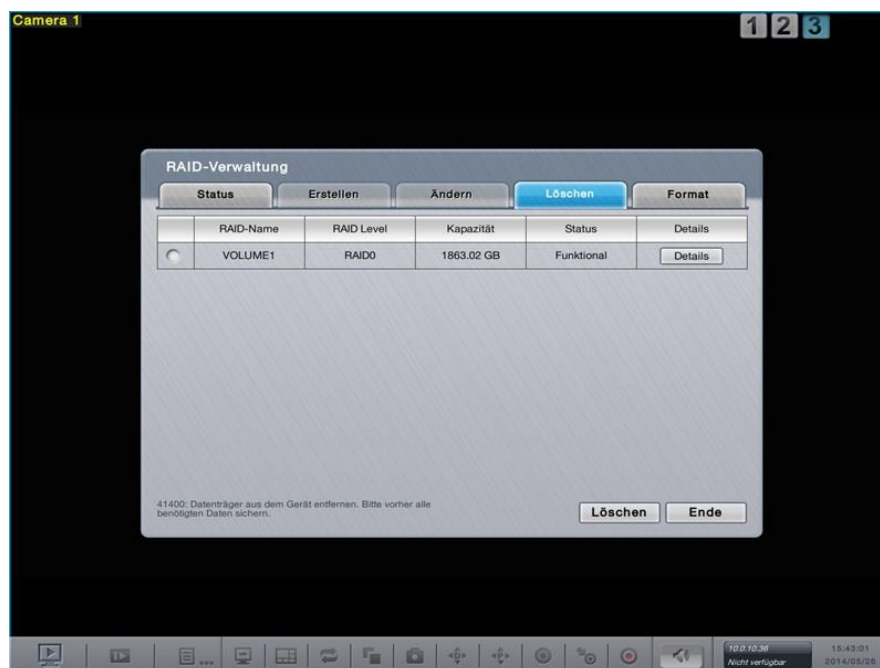 Camera 1
1 2 3
RAID-Verwaltung
Status Erstellen Ändern Löschen Format
RAID-Name RAID Level Kapazität Status Details
VOLUME1 RAID0 1863.02 GB Funktional Details
41400: Datenträger aus dem Gerät entfernen. Bitte vorher alle
benötigten Daten sichern.
Löschen Ende
10.0.10.36
Nicht verfügbar
15:43:01
2014/05/26